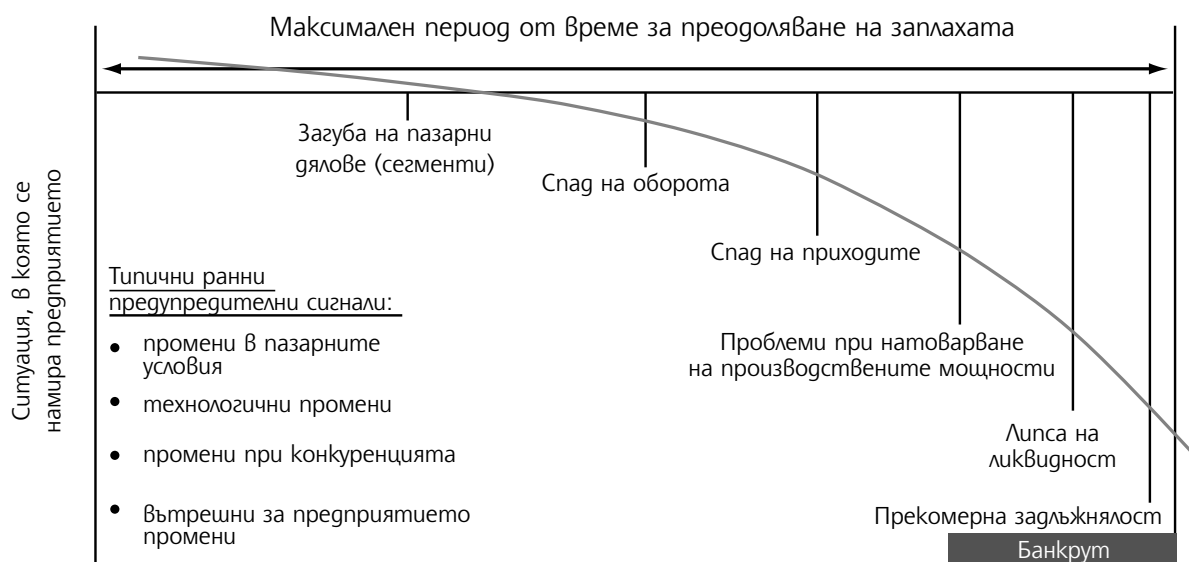 Максимален период от време за преодоляване на заплахата
Ситуация, в която се
намира предприятието
Загуба на пазарни
дялове (сегменти)
Спад на оборота
Спад на приходите
Типични ранни
предупредителни сигнали:
• промени в пазарните
условия
• технологични промени
• промени при конкуренцията
• вътрешни за предприятието
промени
Проблеми при натоварване
на производствените мощности
Липса на
ликвидност
Прекомерна задлъжнялост
Банкрут